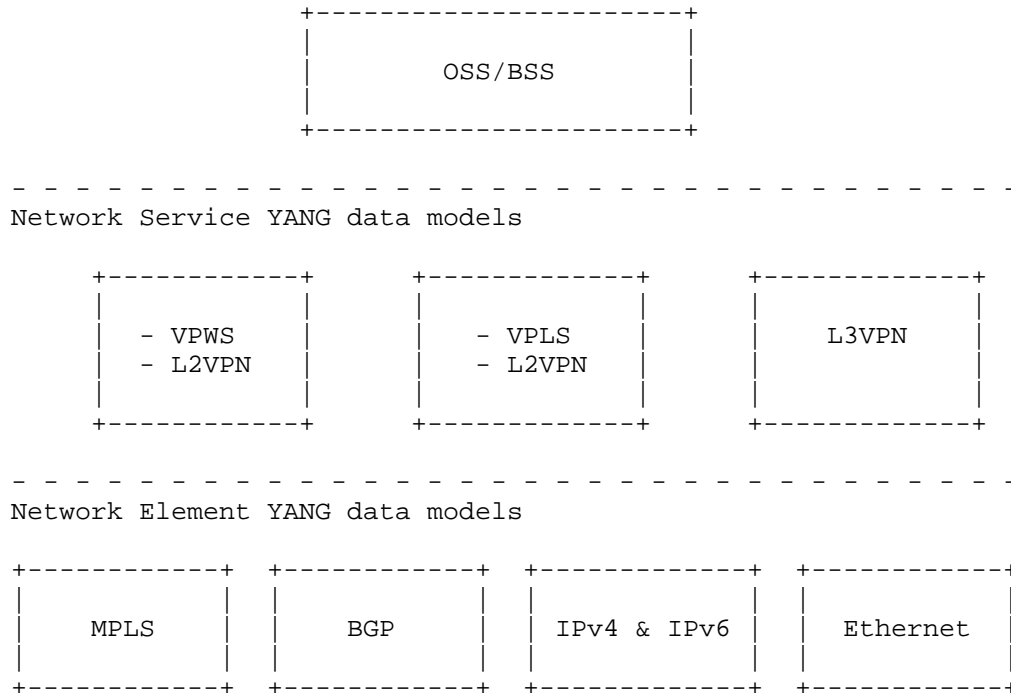 OSS/BSS
Network Service YANG data models
- VPWS - VPLS L3VPN
- L2VPN - L2VPN
Network Element YANG data models
MPLS BGP IPv4 & IPv6 Ethernet